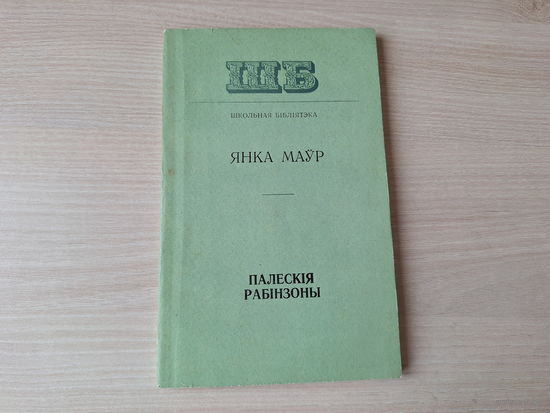 ШБ
ШКОЛЬНАЯ БІБЛІЯТЭКА
ЯНКА МАЎР
ПАЛЕСКІЯ
РАБІНЗОНЫ